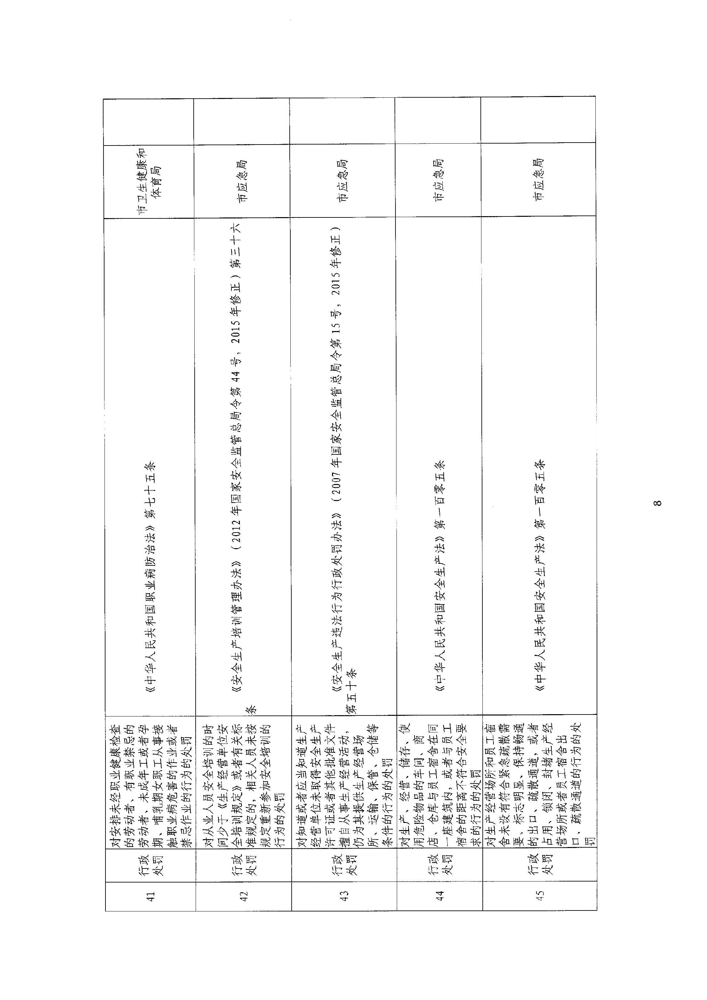 41
行政
处罚
对安排未经职业健康检查
的劳动者、有职业禁忌的
劳动者、未成年工或者孕
期、哺乳期女职工从事接
触职业病危害的作业或者
禁忌作业的行为的处罚
《中华人民共和国职业病防治法》第七十五条
市卫生健康和
体育局
42
行政
处罚
对从业人员安全培训的时
间少于《生产经营单位安
全培训规定》或者有关标
准规定的，相关人员未按
规定重新参加安全培训的
行为的处罚
《安全生产培训管理办法》（2012年国家安全监管总局令第44号，2015年修正）第三十六
条
市应急局
43
行政
处罚
对知道或者应当知道生产
经营单位未取得安全生产
许可证或者其他批准文件
擅自从事生产经营活动，
仍为其提供生产经营场
所、运输、保管、仓储等
条件的行为的处罚
《安全生产违法行为行政处罚办法》（2007年国家安全监管总局令第15号，2015年修正）
第五十条
市应急局
44
行政
处罚
对生产、经营、储存、使
用危险物品的车间、商
店、仓库与员工宿舍在同
一座建筑内，或者与员工
宿舍的距离不符合安全要
求的行为的处罚
《中华人民共和国安全生产法》第一百零五条
市应急局
45
行政
处罚
对生产经营场所和员工宿
舍未设有符合紧急疏散需
要、标志明显、保持畅通
的出口、疏散通道，或者
占用、锁闭、封堵生产经
营场所或者员工宿舍出
口、疏散通道的行为的处
罚
《中华人民共和国安全生产法》第一百零五条
市应急局
8